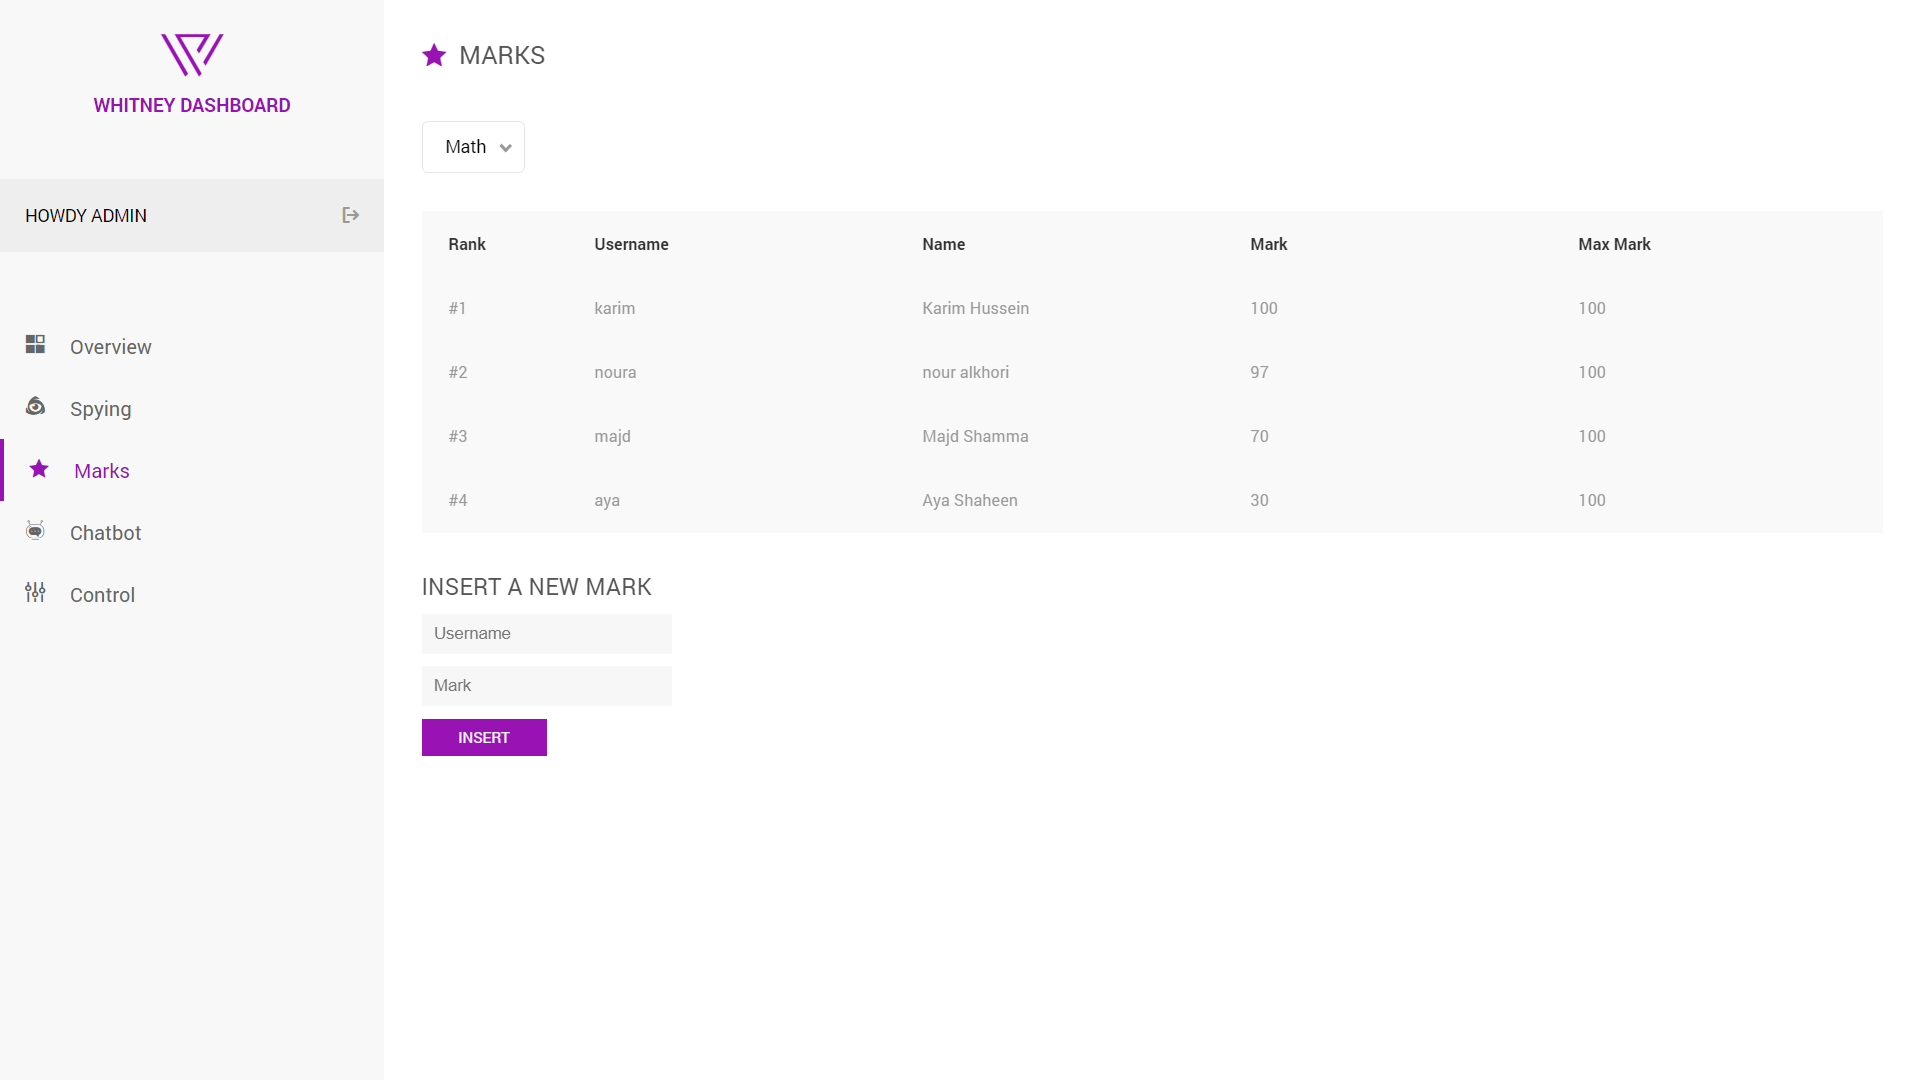 WHITNEY DASHBOARD
HOWDY ADMIN
Overview
Spying
Marks
Chatbot
Control
MARKS
Math
Rank Username Name Mark Max Mark
#1 karim Karim Hussein 100 100
#2 noura nour alkhori 97 100
#3 majd Majd Shamma 70 100
#4 aya Aya Shaheen 30 100
INSERT A NEW MARK
Username
Mark
INSERT